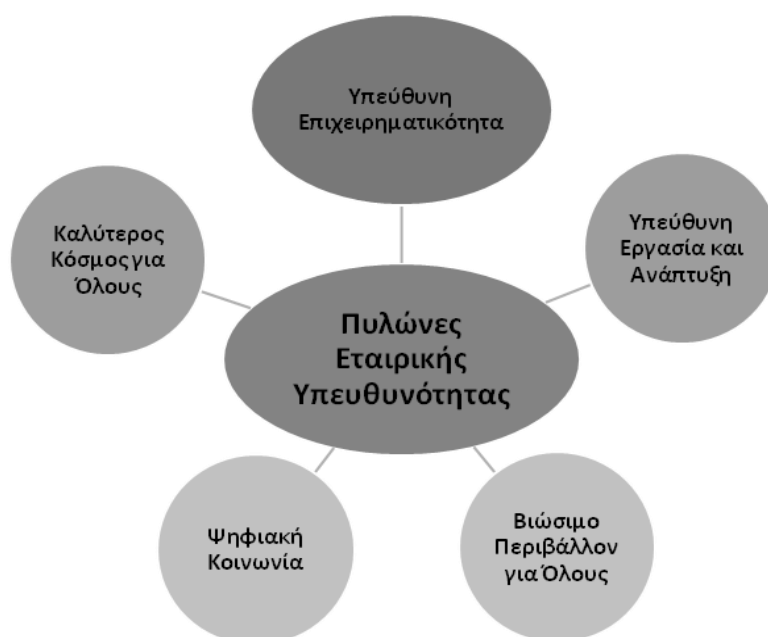 Υπεύθυνη
Επιχειρηματικότητα
Καλύτερος
Κόσμος για
Όλους
Υπεύθυνη
Εργασία και
Ανάπτυξη
Πυλώνες
Εταιρικής
Υπευθυνότητας
Ψηφιακή
Κοινωνία
Βιώσιμο
Περιβάλλον
για Όλους